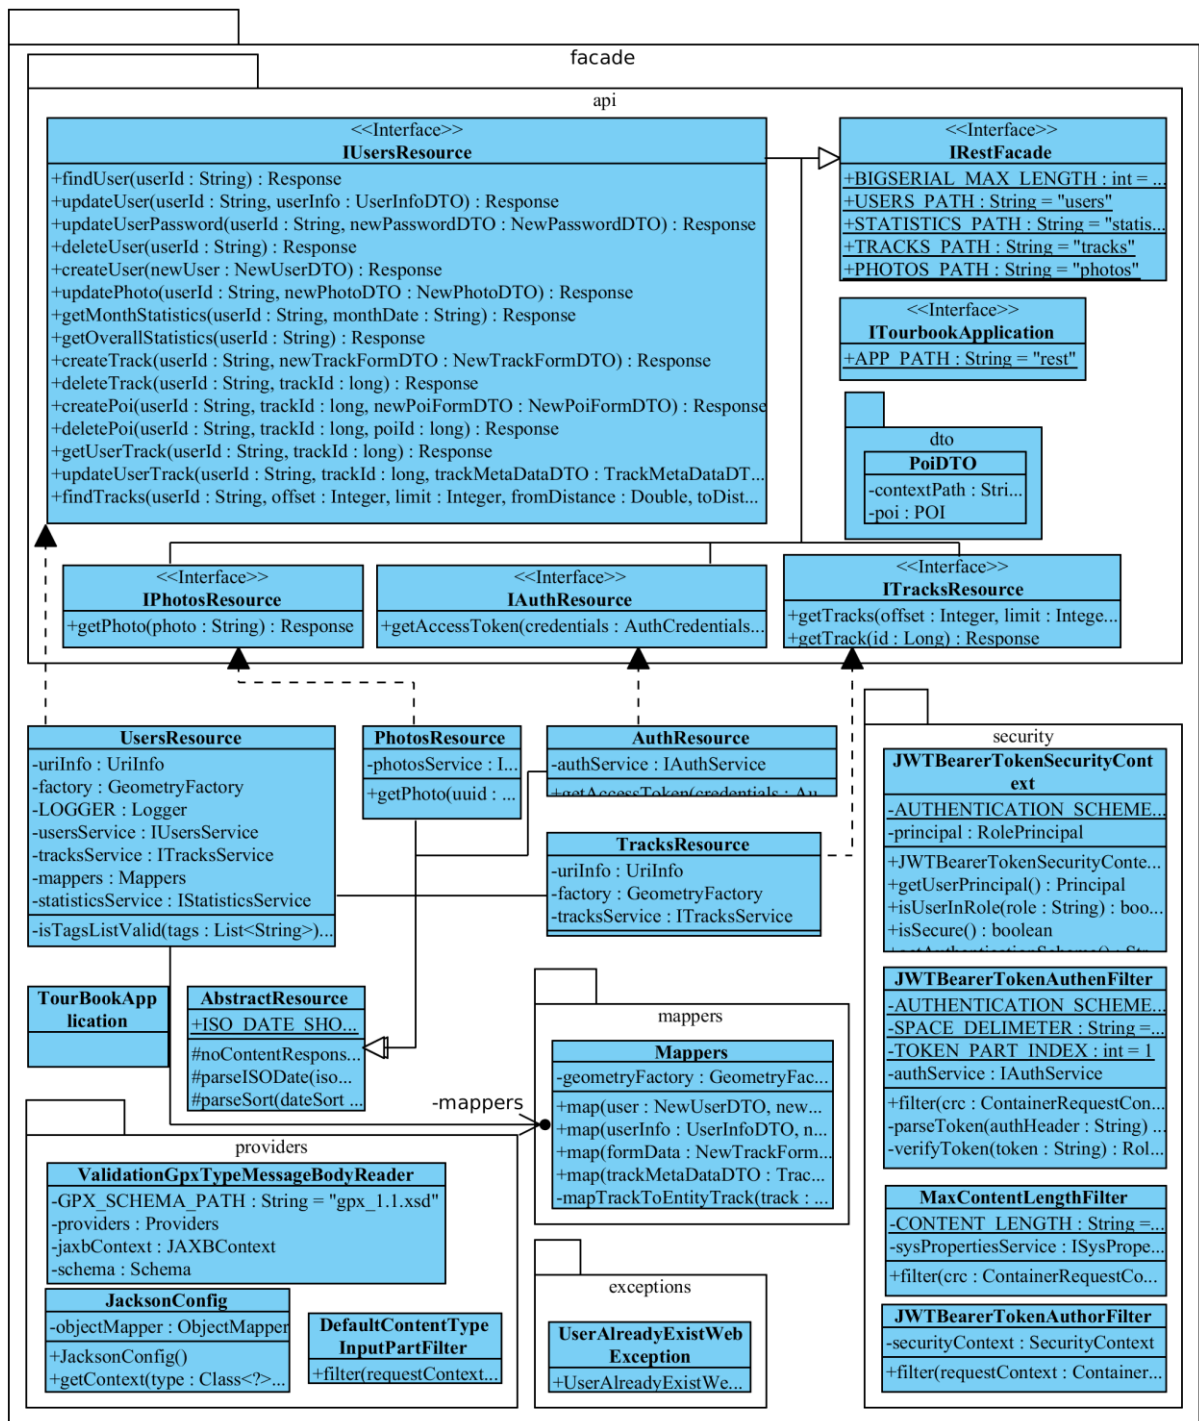 facade
api
<<Interface>>
IUsersResource
+findUser(userId : String) : Response
+updateUser(userId : String, userInfo : UserInfoDTO) : Response
+updateUserPassword(userId : String, newPasswordDTO : NewPasswordDTO) : Response
+deleteUser(userId : String) : Response
+createUser(newUser : NewUserDTO) : Response
+updatePhoto(userId : String, newPhotoDTO : NewPhotoDTO) : Response
+getMonthStatistics(userId : String, monthDate : String) : Response
+getOverallStatistics(userId : String) : Response
+createTrack(userId : String, newTrackFormDTO : NewTrackFormDTO) : Response
+deleteTrack(userId : String, trackId : long) : Response
+createPoi(userId : String, trackId : long, newPoiFormDTO : NewPoiFormDTO) : Response
+deletePoi(userId : String, trackId : long, poiId : long) : Response
+getUserTrack(userId : String, trackId : long) : Response
+updateUserTrack(userId : String, trackId : long, trackMetaDataDTO : TrackMetaDataDT...
+findTracks(userId : String, offset : Integer, limit : Integer, fromDistance : Double, toDist...
<<Interface>>
IRestFacade
+BIGSERIAL_MAX_LENGTH : int = ...
+USERS_PATH : String = "users"
+STATISTICS_PATH : String = "statis...
+TRACKS_PATH : String = "tracks"
+PHOTOS_PATH : String = "photos"
<<Interface>>
ITourbookApplication
+APP_PATH : String = "rest"
dto
PoiDTO
-contextPath : Stri...
-poi : POI
<<Interface>>
IPhotosResource
+getPhoto(photo : String) : Response
<<Interface>>
IAuthResource
+getAccessToken(credentials : AuthCredentials...
<<Interface>>
ITracksResource
+getTracks(offset : Integer, limit : Intege...
+getTrack(id : Long) : Response
UsersResource
-uriInfo : UriInfo
-factory : GeometryFactory
-LOGGER : Logger
-usersService : IUsersService
-tracksService : ITracksService
-mappers : Mappers
-statisticsService : IStatisticsService
-isTagsListValid(tags : List<String>)...
PhotosResource
-photosService : I...
+getPhoto(uuid : ...
AuthResource
-authService : IAuthService
+getAccessToken(credentials : Au...
TracksResource
-uriInfo : UriInfo
-factory : GeometryFactory
-tracksService : ITracksService
security
JWTBearerTokenSecurityCont
ext
-AUTHENTICATION_SCHEME...
-principal : RolePrincipal
+JWTBearerTokenSecurityConte...
+getUserPrincipal() : Principal
+isUserInRole(role : String) : boo...
+isSecure() : boolean
+getAuthenticationScheme() : Str...
JWTBearerTokenAuthenFilter
-AUTHENTICATION_SCHEME...
-SPACE_DELIMETER : String =...
-TOKEN_PART_INDEX : int = 1
-authService : IAuthService
+filter(crc : ContainerRequestCon...
-parseToken(authHeader : String) ...
-verifyToken(token : String) : Rol...
MaxContentLengthFilter
-CONTENT_LENGTH : String =...
-sysPropertiesService : ISysPrope...
+filter(crc : ContainerRequestCo...
JWTBearerTokenAuthorFilter
-securityContext : SecurityContext
+filter(requestContext : Container...
TourBookApp
lication
AbstractResource
+ISO_DATE_SHO...
#noContentRespons...
#parseISODate(iso...
#parseSort(dateSort ...
-mappers
mappers
Mappers
-geometryFactory : GeometryFac...
+map(user : NewUserDTO, new...
+map(userInfo : UserInfoDTO, n...
+map(formData : NewTrackForm...
+map(trackMetaDataDTO : Trac...
-mapTrackToEntityTrack(track : ...
providers
ValidationGpxTypeMessageBodyReader
-GPX_SCHEMA_PATH : String = "gpx_1.1.xsd"
-providers : Providers
-jaxbContext : JAXBContext
-schema : Schema
JacksonConfig
-objectMapper : ObjectMapper
+JacksonConfig()
+getContext(type : Class<?>...
DefaultContentType
InputPartFilter
+filter(requestContext...
exceptions
UserAlreadyExistWeb
Exception
+UserAlreadyExistWe...